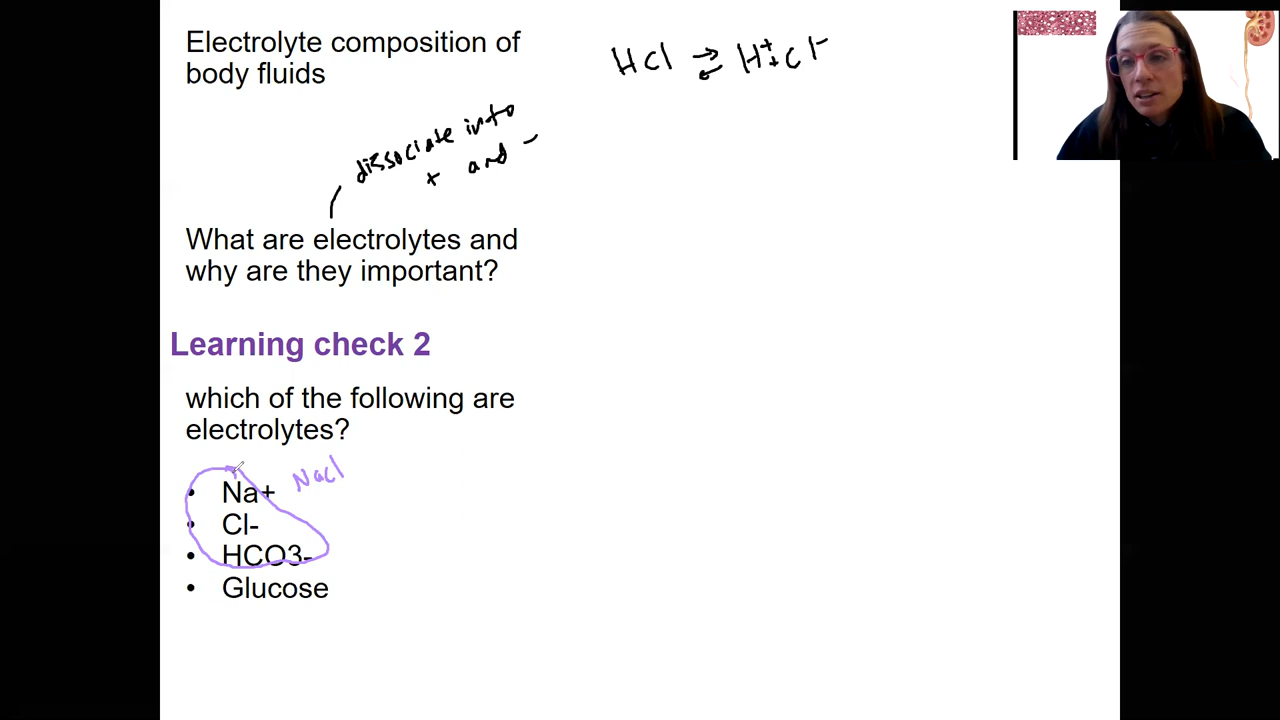 Electrolyte composition of
body fluids
HCl ⇌ H+ + Cl-
dissociate into
+ and -
What are electrolytes and
why are they important?
Learning check 2
which of the following are
electrolytes?
NaCl
• Na+
• Cl-
• HCO3-
• Glucose